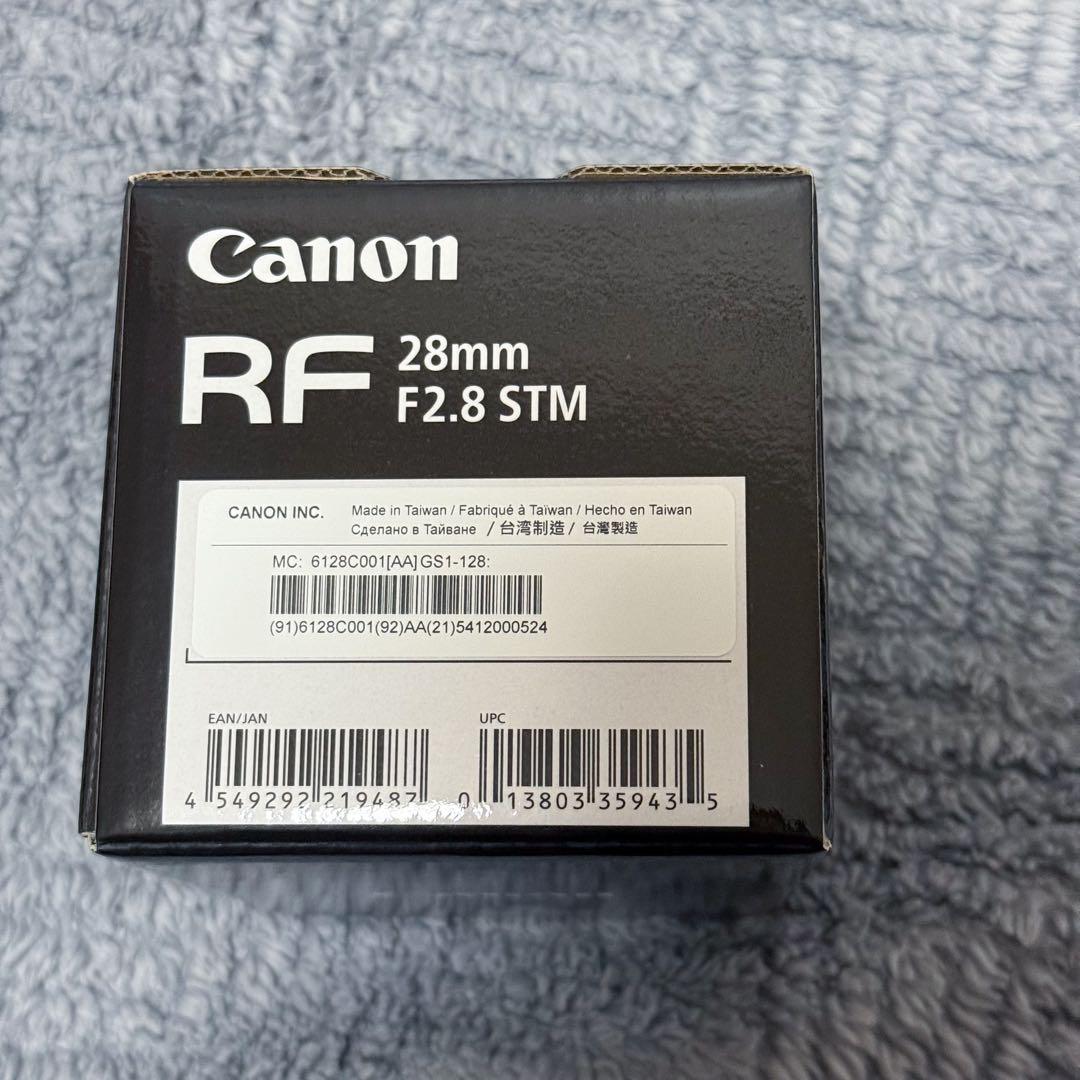 Canon
RF 28mm
F2.8 STM
CANON INC. Made in Taiwan / Fabriqué à Taïwan / Hecho en Taiwan
Сделано в Тайване / 台湾制造 / 台灣製造
MC: 6128C001[AA] GS1-128:
(91)6128C001(92)AA(21)5412000524
EAN/JAN UPC
4 549292 219487 0 13803 35943 5